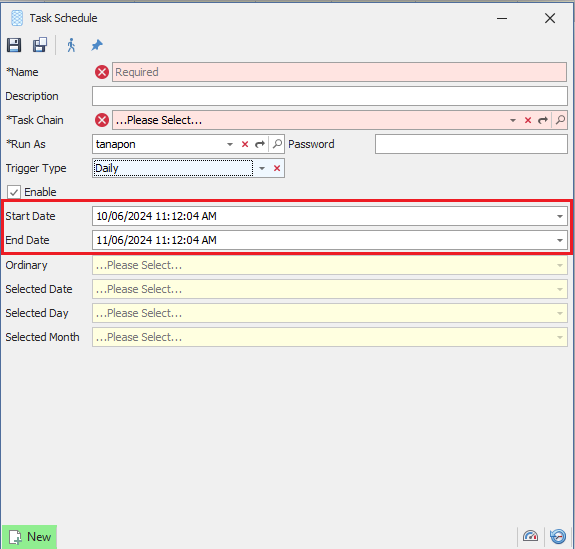 Task Schedule
*Name Required
Description
*Task Chain ...Please Select...
*Run As tanapon Password
Trigger Type Daily
Enable
Start Date 10/06/2024 11:12:04 AM
End Date 11/06/2024 11:12:04 AM
Ordinary ...Please Select...
Selected Date ...Please Select...
Selected Day ...Please Select...
Selected Month ...Please Select...
New